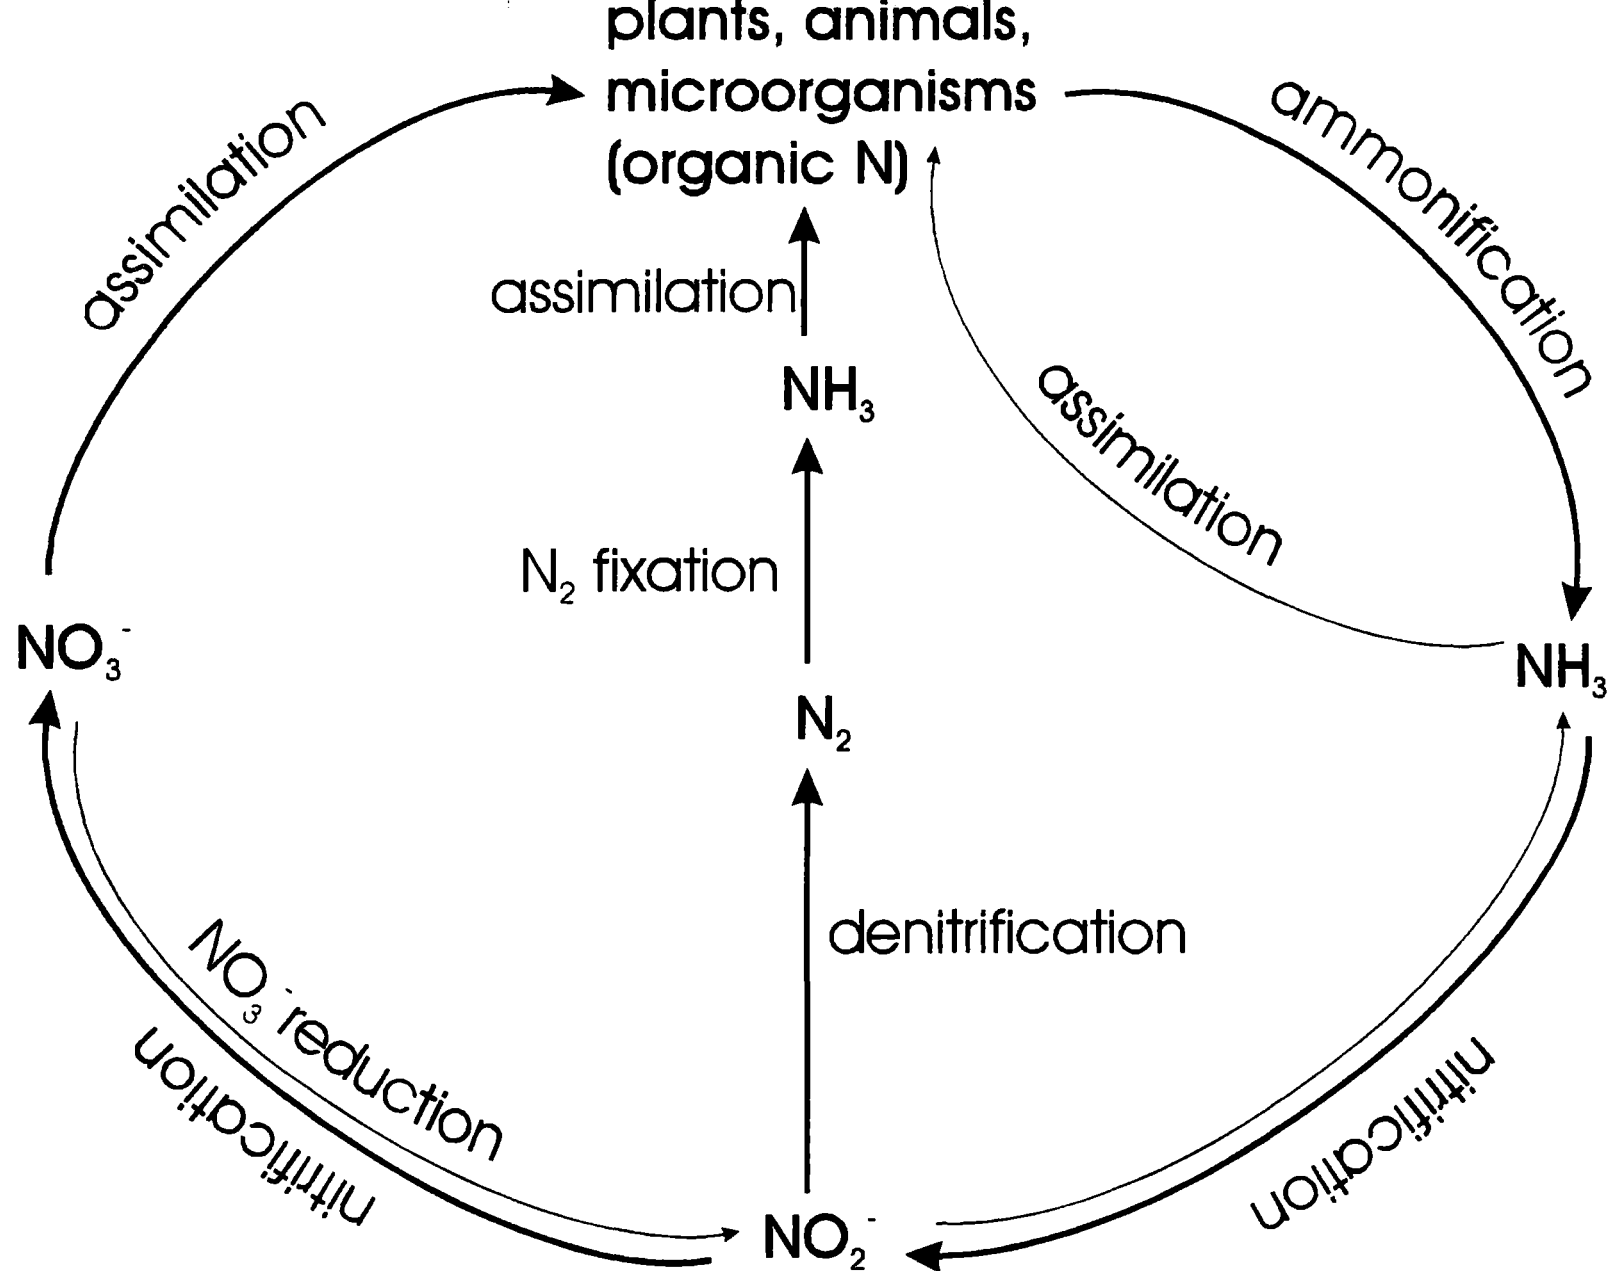 plants, animals,
microorganisms
(organic N)
assimilation
ammonification
assimilation
NH₃
assimilation
N₂ fixation
NO₃⁻
NH₃
N₂
denitrification
NO₃⁻ reduction
nitrification
nitrification
NO₂⁻